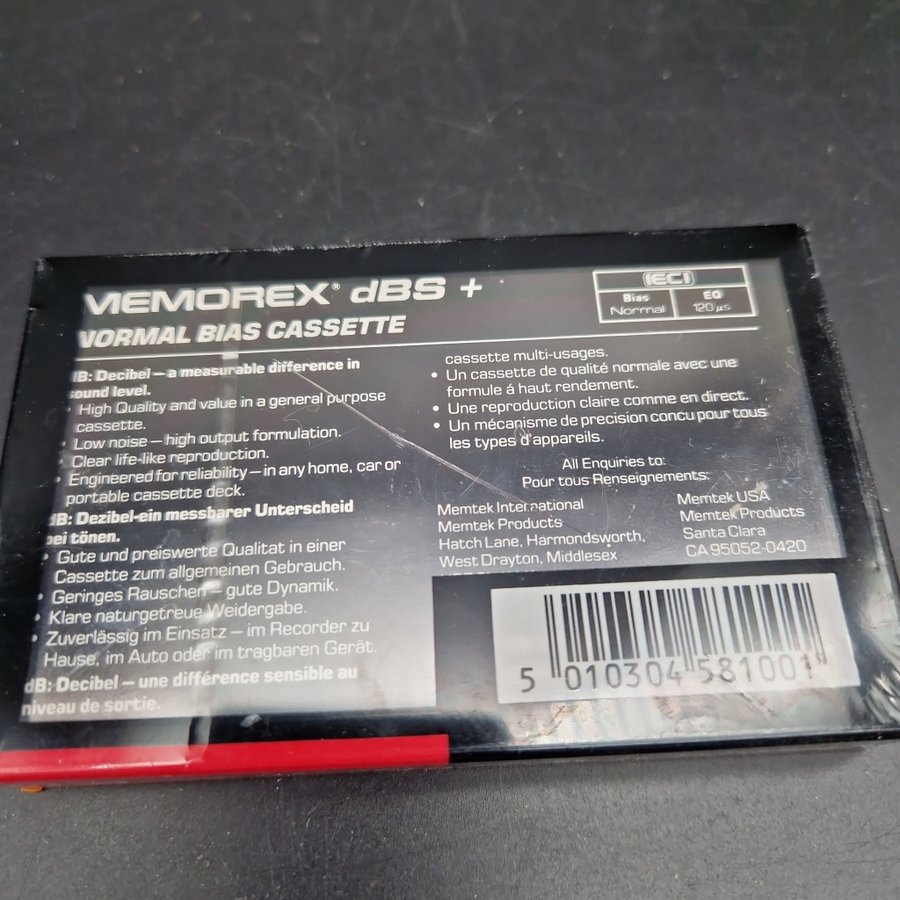 MEMOREX® dBS +
NORMAL BIAS CASSETTE
IECI
Bias
Normal
EQ
120 µs
dB: Decibel – a measurable difference in
sound level.
• High Quality and value in a general purpose
cassette.
• Low noise – high output formulation.
• Clear life-like reproduction.
• Engineered for reliability – in any home, car or
portable cassette deck.
dB: Dezibel-ein messbarer Unterscheid
bei tönen.
• Gute und preiswerte Qualitat in einer
Cassette zum allgemeinen Gebrauch.
• Geringes Rauschen – gute Dynamik.
• Klare naturgetreue Weidergabe.
• Zuverlässig im Einsatz – im Recorder zu
Hause, im Auto oder im tragbaren Gerät.
dB: Decibel – une différence sensible au
niveau de sortie.
cassette multi-usages.
• Un cassette de qualité normale avec une
formule á haut rendement.
• Une reproduction claire comme en direct.
• Un mécanisme de precision concu pour tous
les types d'appareils.
All Enquiries to:
Pour tous Renseignements:
Memtek International
Memtek Products
Hatch Lane, Harmondsworth,
West Drayton, Middlesex
Memtek USA
Memtek Products
Santa Clara
CA 95052-0420
5 010304 581001